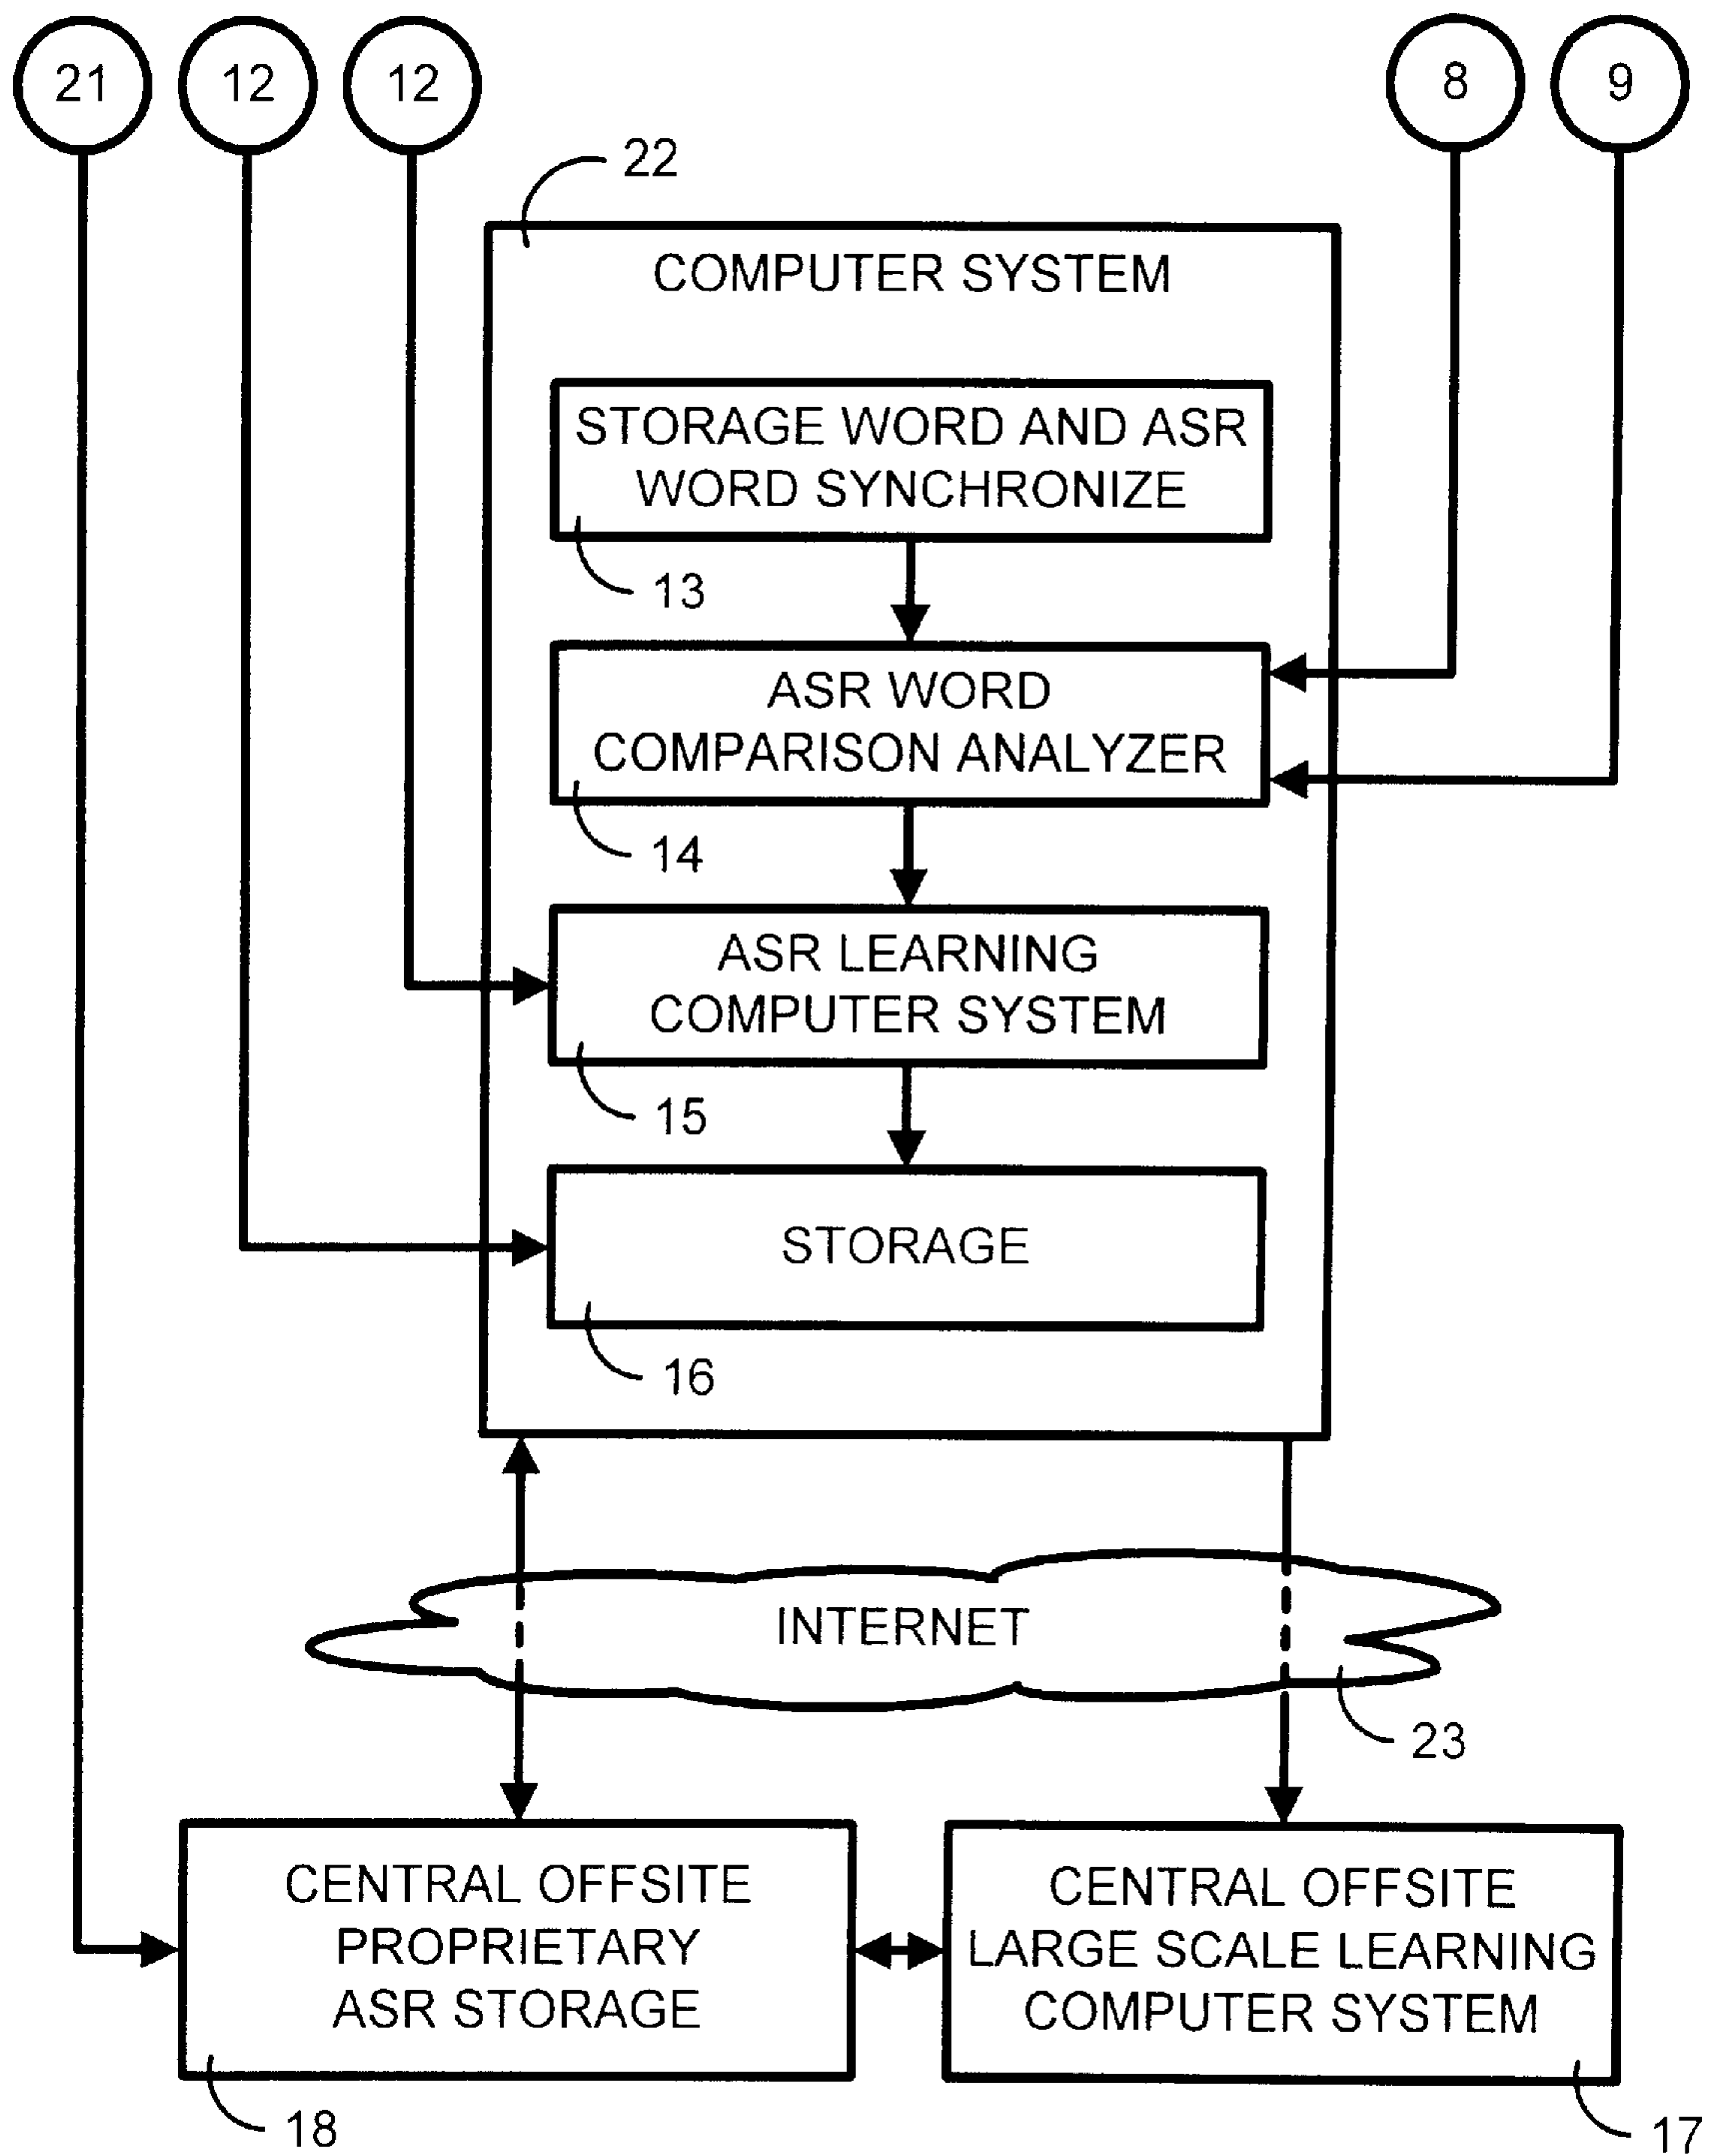 21
12
12
8
9
22
COMPUTER SYSTEM
STORAGE WORD AND ASR
WORD SYNCHRONIZE
13
ASR WORD
COMPARISON ANALYZER
14
ASR LEARNING
COMPUTER SYSTEM
15
STORAGE
16
INTERNET
23
CENTRAL OFFSITE
PROPRIETARY
ASR STORAGE
18
CENTRAL OFFSITE
LARGE SCALE LEARNING
COMPUTER SYSTEM
17